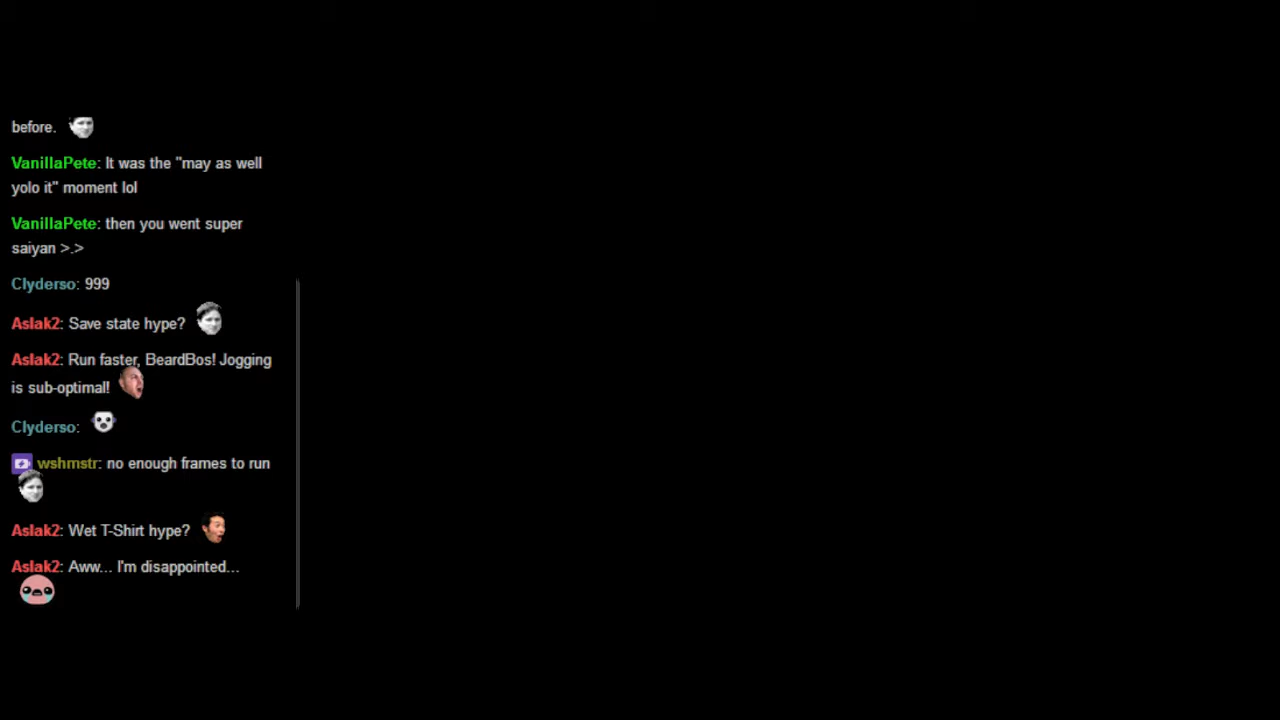 before.
VanillaPete: It was the "may as well
yolo it" moment lol
VanillaPete: then you went super
saiyan >.>
Clyderso: 999
Aslak2: Save state hype?
Aslak2: Run faster, BeardBos! Jogging
is sub-optimal!
Clyderso:
wshmstr: no enough frames to run
Aslak2: Wet T-Shirt hype?
Aslak2: Aww... I'm disappointed...